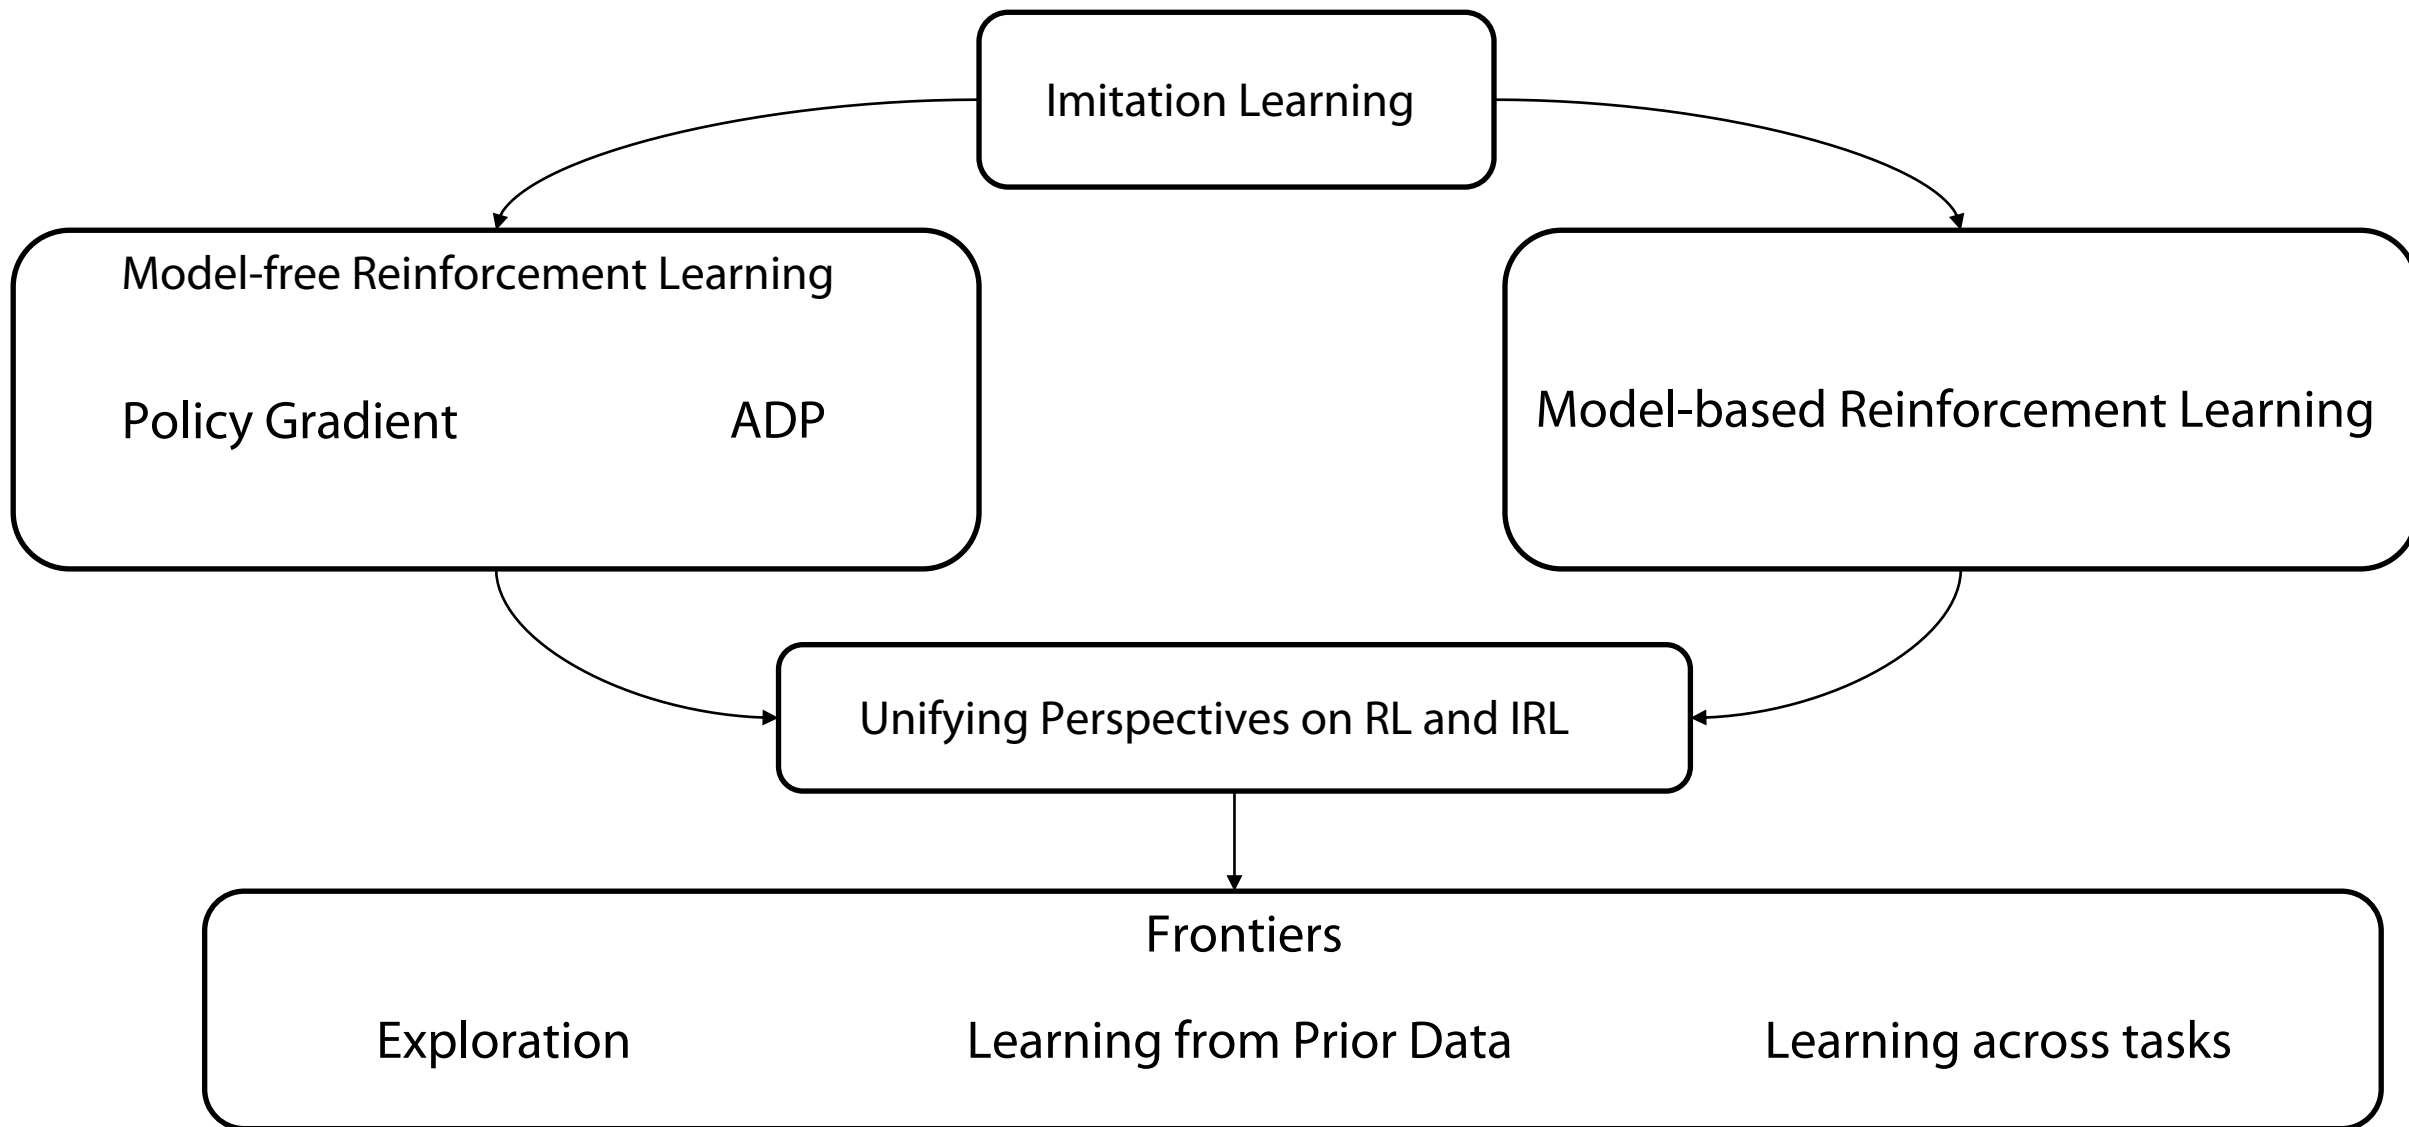 Imitation Learning
Model-free Reinforcement Learning
Policy Gradient
ADP
Model-based Reinforcement Learning
Unifying Perspectives on RL and IRL
Frontiers
Exploration
Learning from Prior Data
Learning across tasks